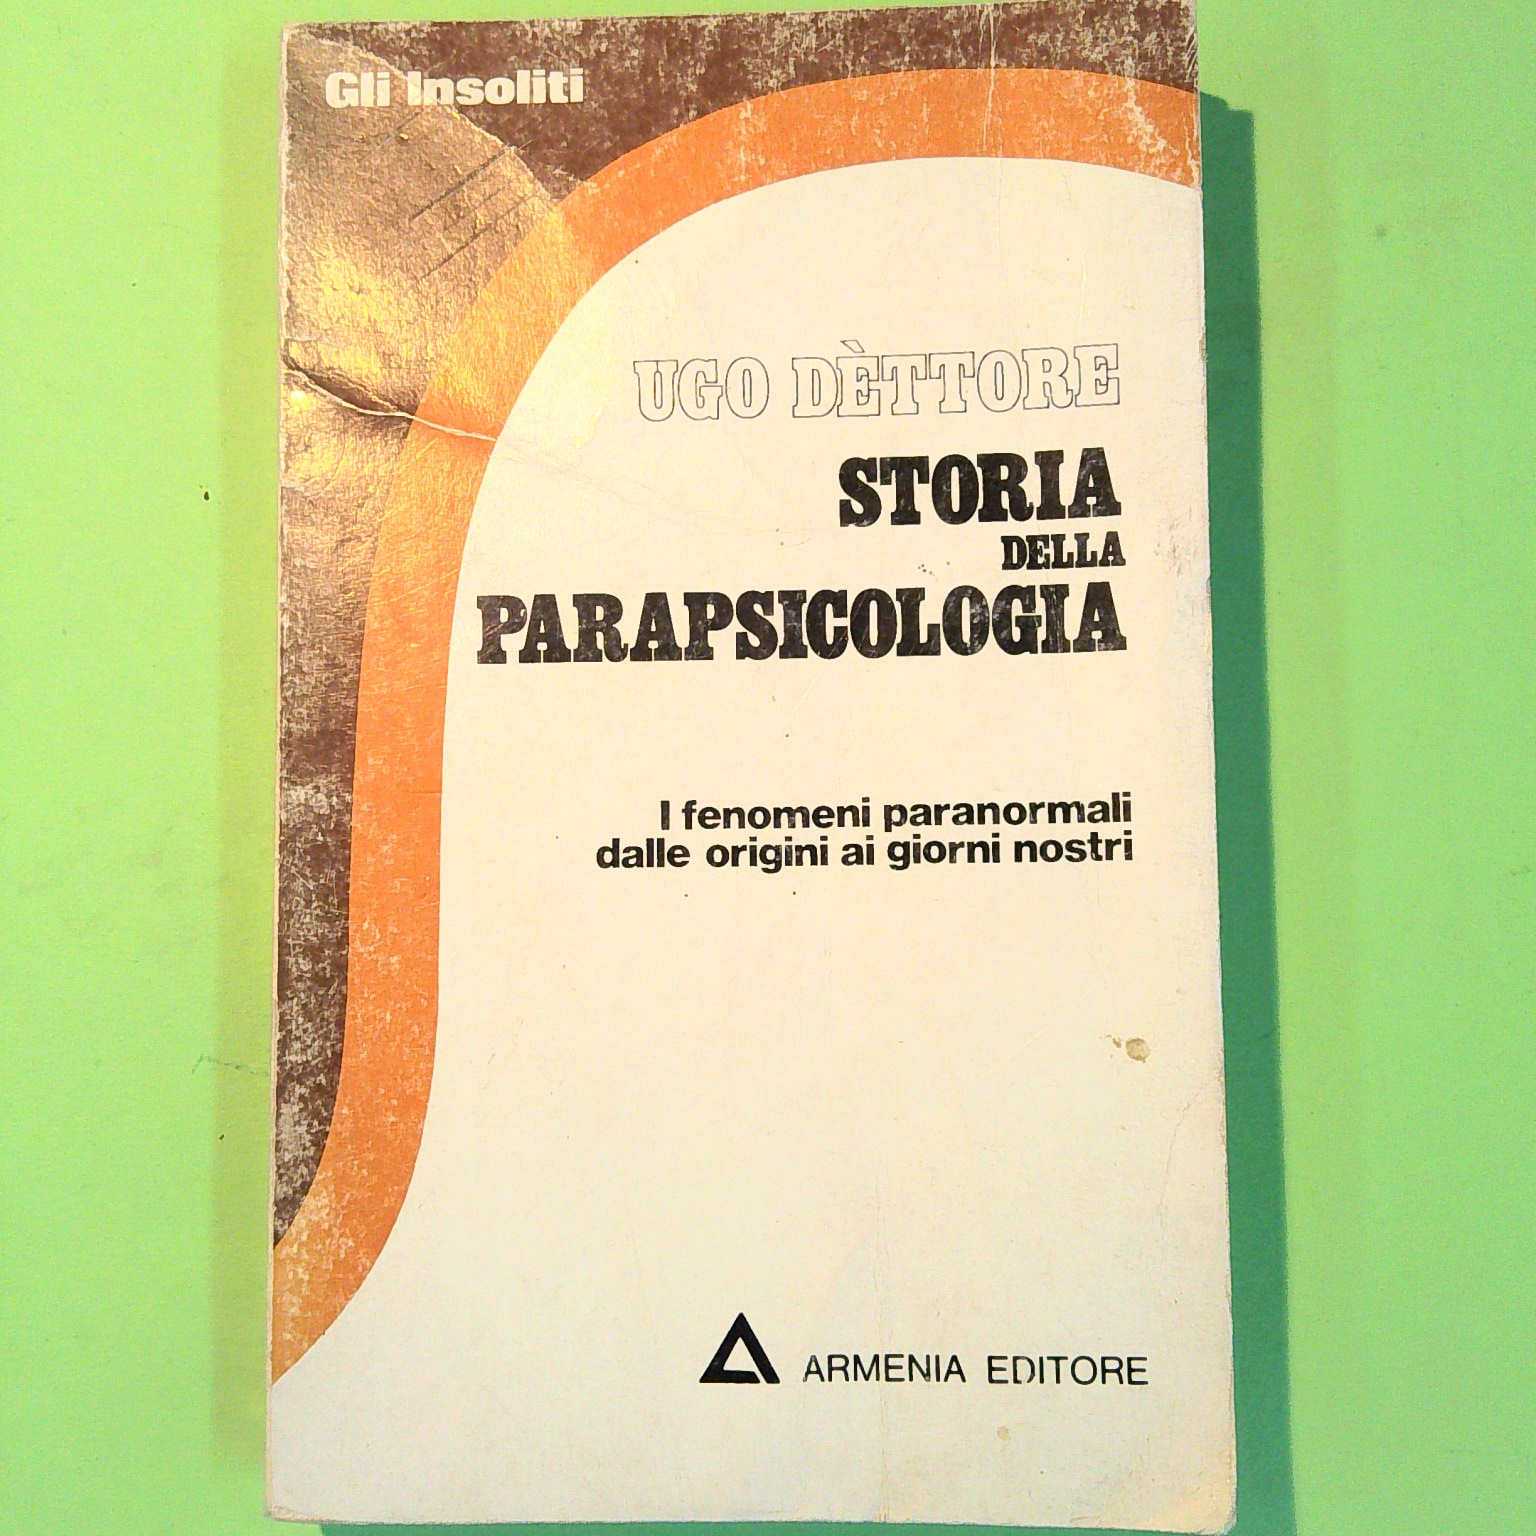 Gli Insoliti
UGO DÈTTORE
STORIA
DELLA
PARAPSICOLOGIA
I fenomeni paranormali
dalle origini ai giorni nostri
ARMENIA EDITORE